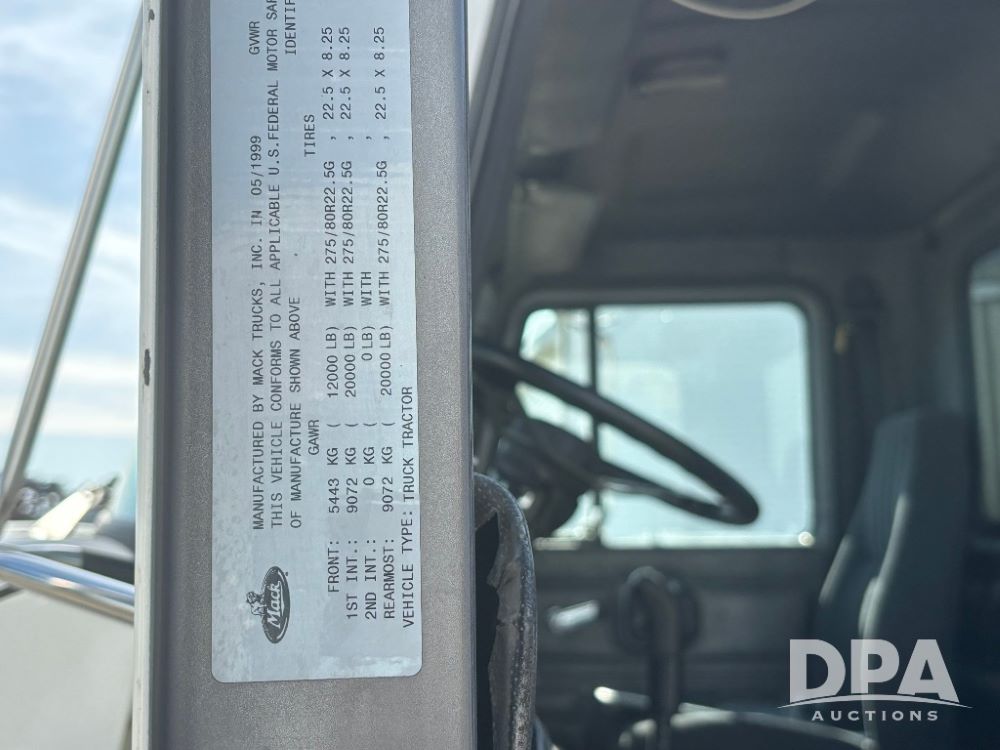 MANUFACTURED BY MACK TRUCKS, INC. IN 05/1999 GVWR
THIS VEHICLE CONFORMS TO ALL APPLICABLE U.S.FEDERAL MOTOR
OF MANUFACTURE SHOWN ABOVE .
GAWR TIRES
FRONT: 5443 KG ( 12000 LB) WITH 275/80R22.5G , 22.5 X 8.25
1ST INT.: 9072 KG ( 20000 LB) WITH 275/80R22.5G , 22.5 X 8.25
2ND INT.: 0 KG ( 0 LB) WITH ,
REARMOST: 9072 KG ( 20000 LB) WITH 275/80R22.5G , 22.5 X 8.25
VEHICLE TYPE: TRUCK TRACTOR
Mack
DPA
AUCTIONS